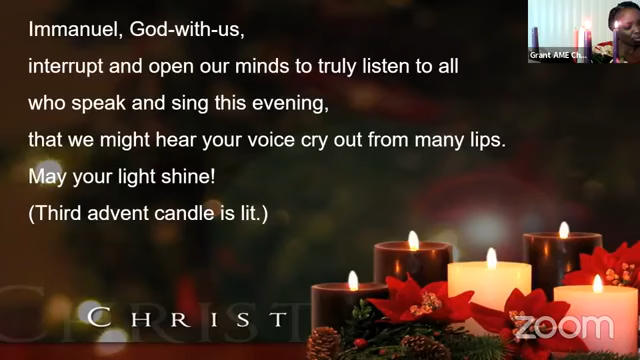 Immanuel, God-with-us,
interrupt and open our minds to truly listen to all
who speak and sing this evening,
that we might hear your voice cry out from many lips.
May your light shine!
(Third advent candle is lit.)
Grant AME Ch...
CHRIST
CHRIST
zoom